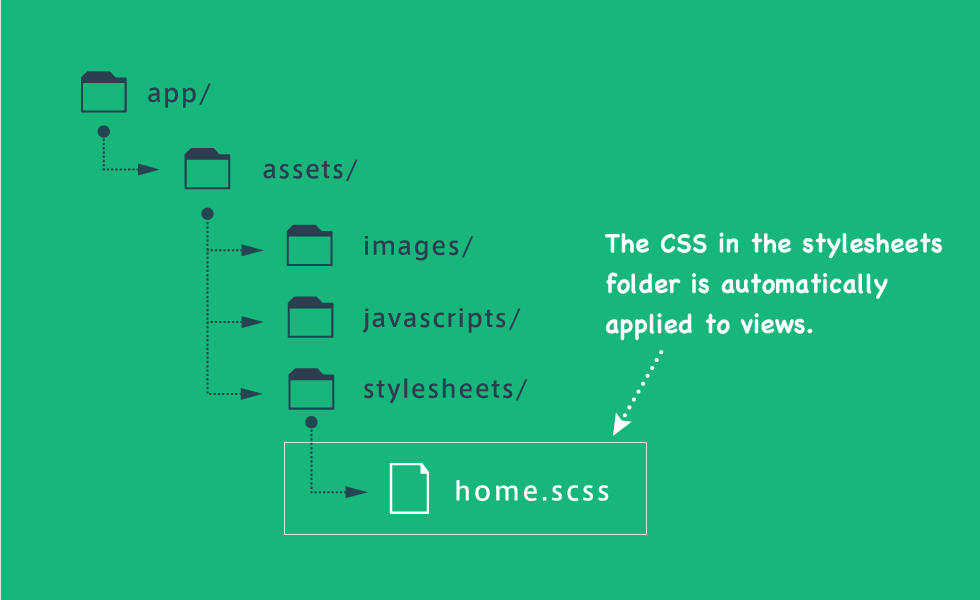 app/
assets/
images/
javascripts/
stylesheets/
home.scss
The CSS in the stylesheets
folder is automatically
applied to views.